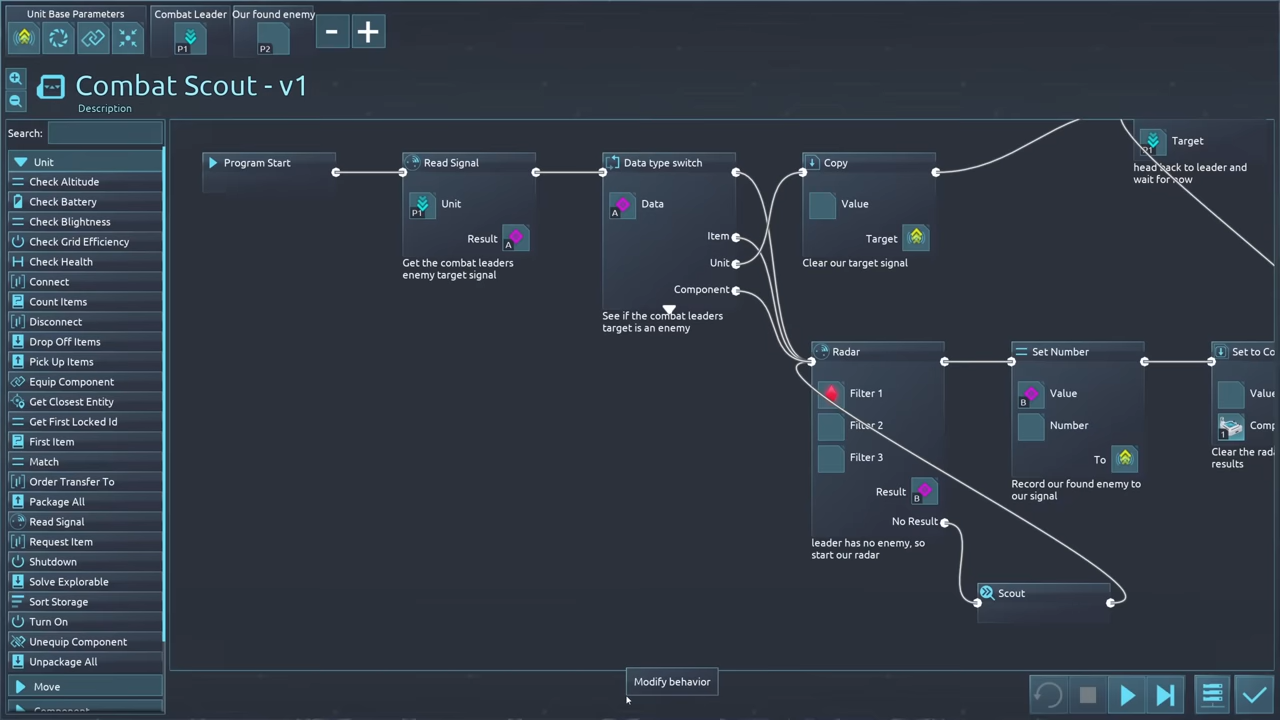 Unit Base Parameters
Combat Leader
Our found enemy
P1
P2
Combat Scout - v1
Description
Search:
Unit
Check Altitude
Check Battery
Check Blightness
Check Grid Efficiency
Check Health
Connect
Count Items
Disconnect
Drop Off Items
Pick Up Items
Equip Component
Get Closest Entity
Get First Locked Id
First Item
Match
Order Transfer To
Package All
Read Signal
Request Item
Shutdown
Solve Explorable
Sort Storage
Turn On
Unequip Component
Unpackage All
Move
Component
Program Start
Read Signal
P1
Unit
Result
A
Get the combat leaders
enemy target signal
Data type switch
A
Data
Item
Unit
Component
See if the combat leaders
target is an enemy
Copy
Value
Target
Clear our target signal
P1
Target
head back to leader and
wait for now
Radar
Filter 1
Filter 2
Filter 3
Result
B
No Result
leader has no enemy, so
start our radar
Set Number
B
Value
Number
To
Record our found enemy to
our signal
Set to Co
Value
1
Comp
Clear the rada
results
Scout
Modify behavior